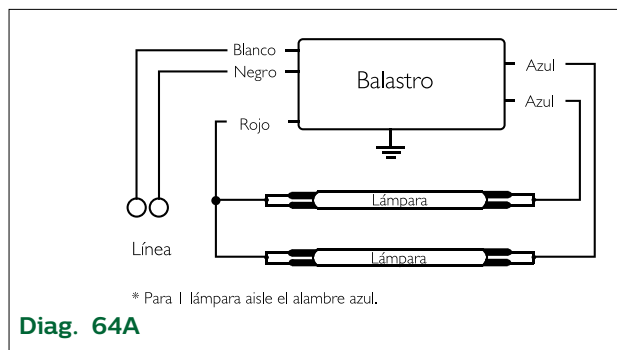 Blanco
Negro
Rojo
Balastro
Azul
Azul
Lámpara
Lámpara
Línea
* Para 1 lámpara aisle el alambre azul.
Diag. 64A